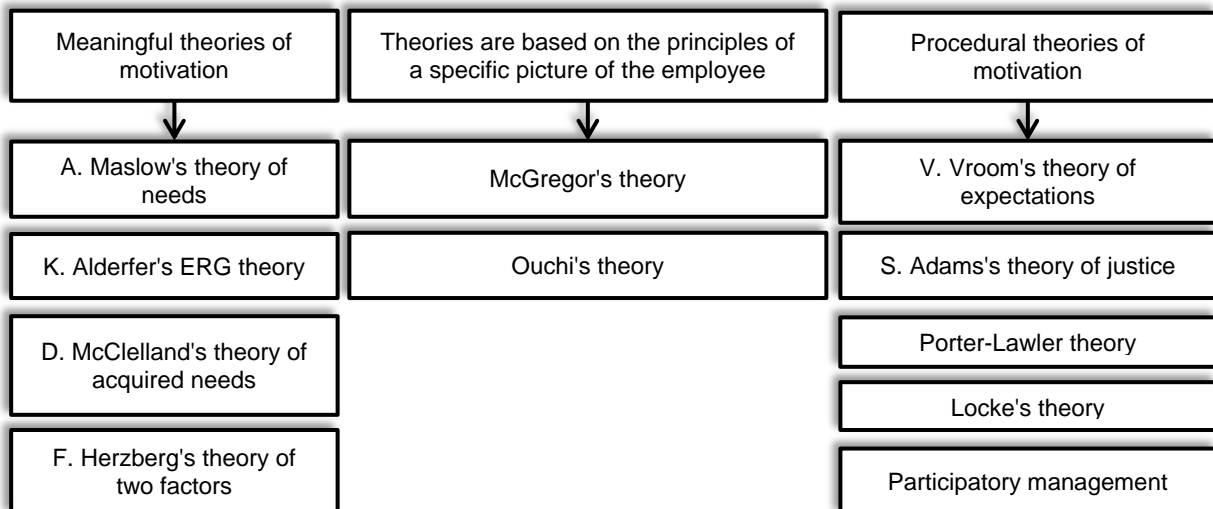 Meaningful theories of
motivation
Theories are based on the principles of
a specific picture of the employee
Procedural theories of
motivation
A. Maslow's theory of
needs
McGregor's theory
V. Vroom's theory of
expectations
K. Alderfer's ERG theory
Ouchi's theory
S. Adams's theory of justice
D. McClelland's theory of
acquired needs
Porter-Lawler theory
Locke's theory
F. Herzberg's theory of
two factors
Participatory management